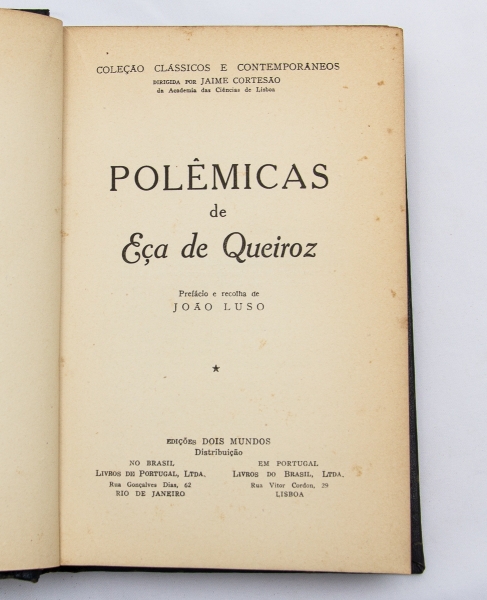 COLEÇÃO CLÁSSICOS E CONTEMPORÂNEOS
DIRIGIDA POR JAIME CORTESÃO
da Academia das Ciências de Lisboa
POLÊMICAS
de
Eça de Queiroz
Prefácio e recolha de
JOÃO LUSO
★
EDIÇÕES DOIS MUNDOS
Distribuição
NO BRASIL
LIVROS DE PORTUGAL, LTDA.
Rua Gonçalves Dias, 62
RIO DE JANEIRO
EM PORTUGAL
LIVROS DO BRASIL, LTDA.
Rua Vitor Cordon, 29
LISBOA